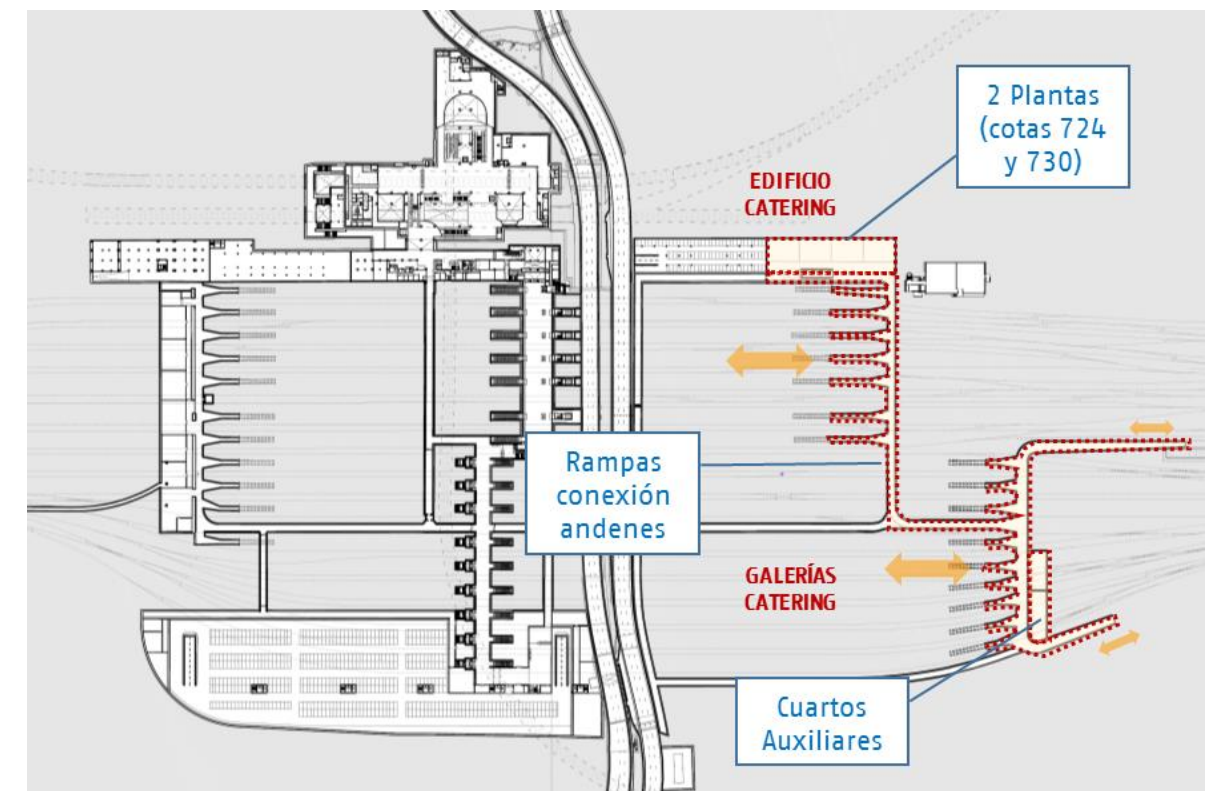 2 Plantas
(cotas 724
y 730)
EDIFICIO
CATERING
Rampas
conexión
andenes
GALERÍAS
CATERING
Cuartos
Auxiliares